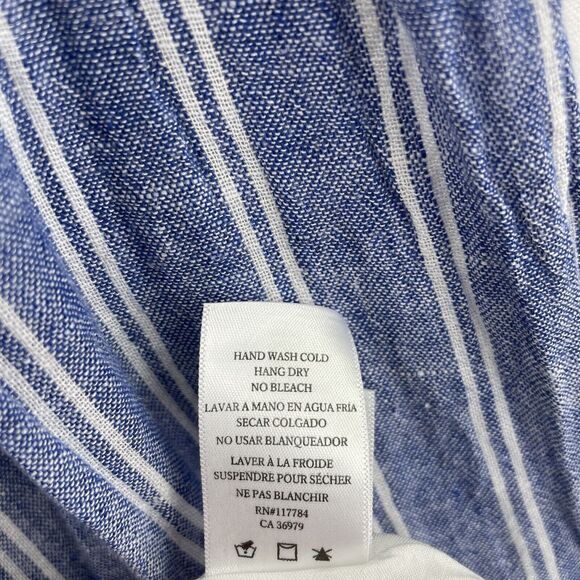 HAND WASH COLD
HANG DRY
NO BLEACH
LAVAR A MANO EN AGUA FRÍA
SECAR COLGADO
NO USAR BLANQUEADOR
LAVER À LA FROIDE
SUSPENDRE POUR SÉCHER
NE PAS BLANCHIR
RN#117784
CA 36979